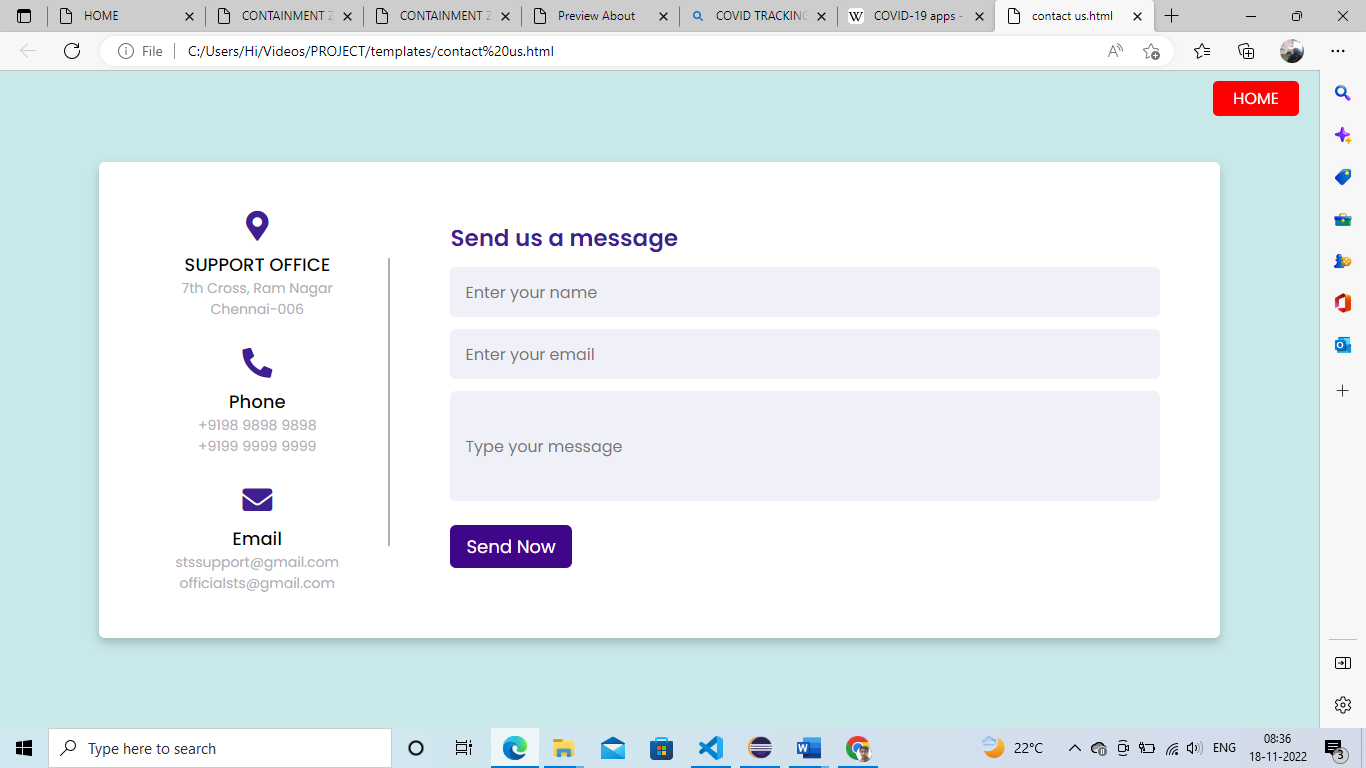 HOME
CONTAINMENT Z
CONTAINMENT Z
Preview About
COVID TRACKING
COVID-19 apps -
contact us.html
File
C:/Users/Hi/Videos/PROJECT/templates/contact%20us.html
HOME
SUPPORT OFFICE
7th Cross, Ram Nagar
Chennai-006
Phone
+9198 9898 9898
+9199 9999 9999
Email
stssupport@gmail.com
officialsts@gmail.com
Send us a message
Enter your name
Enter your email
Type your message
Send Now
Type here to search
22°C
ENG
08:36
18-11-2022
3